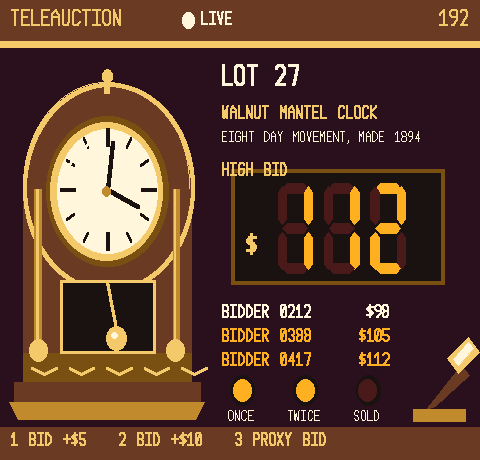 TELEAUCTION LIVE 192
LOT 27
WALNUT MANTEL CLOCK
EIGHT DAY MOVEMENT, MADE 1894
HIGH BID
$ 112
BIDDER 0212 $98
BIDDER 0388 $105
BIDDER 0417 $112
ONCE TWICE SOLD
1 BID +$5 2 BID +$10 3 PROXY BID